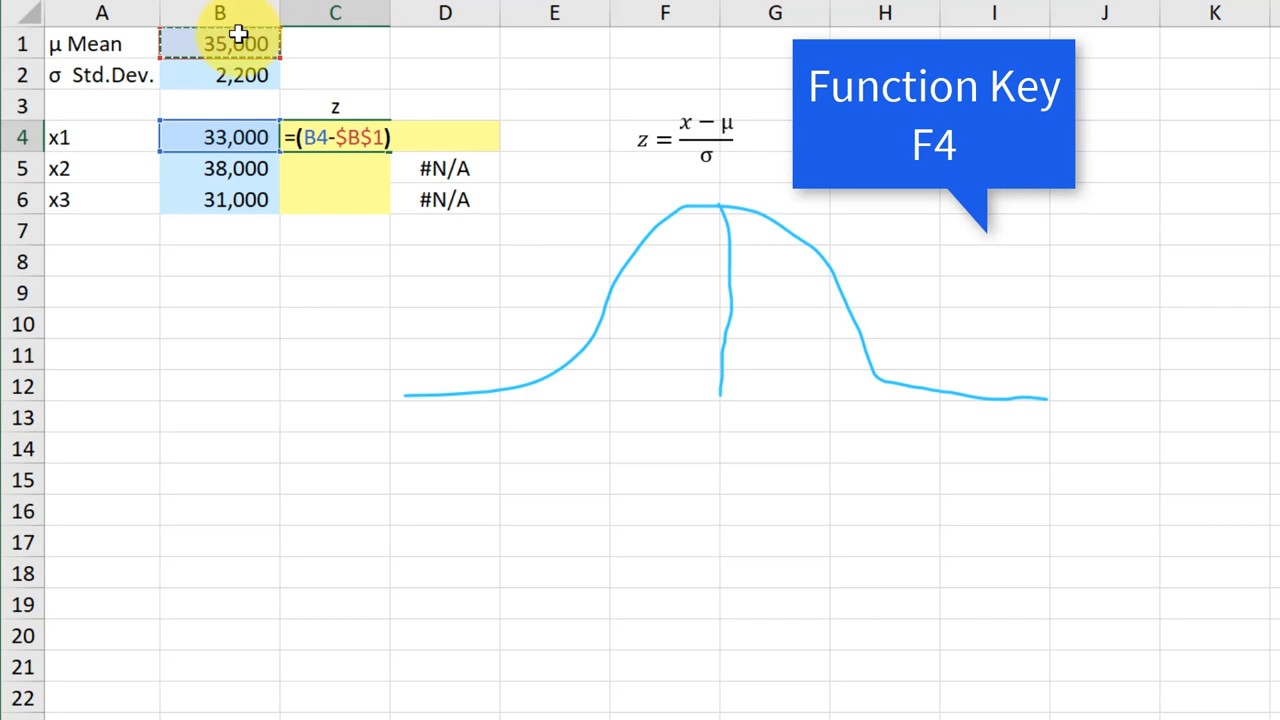 A B C D E F G H I J K
1 μ Mean 35,000
2 σ Std.Dev. 2,200
3 z
4 x1 33,000 =(B4-$B$1)
5 x2 38,000 #N/A
6 x3 31,000 #N/A
7
8
9
10
11
12
13
14
15
16
17
18
19
20
21
22
z = x − μ
σ
Function Key
F4